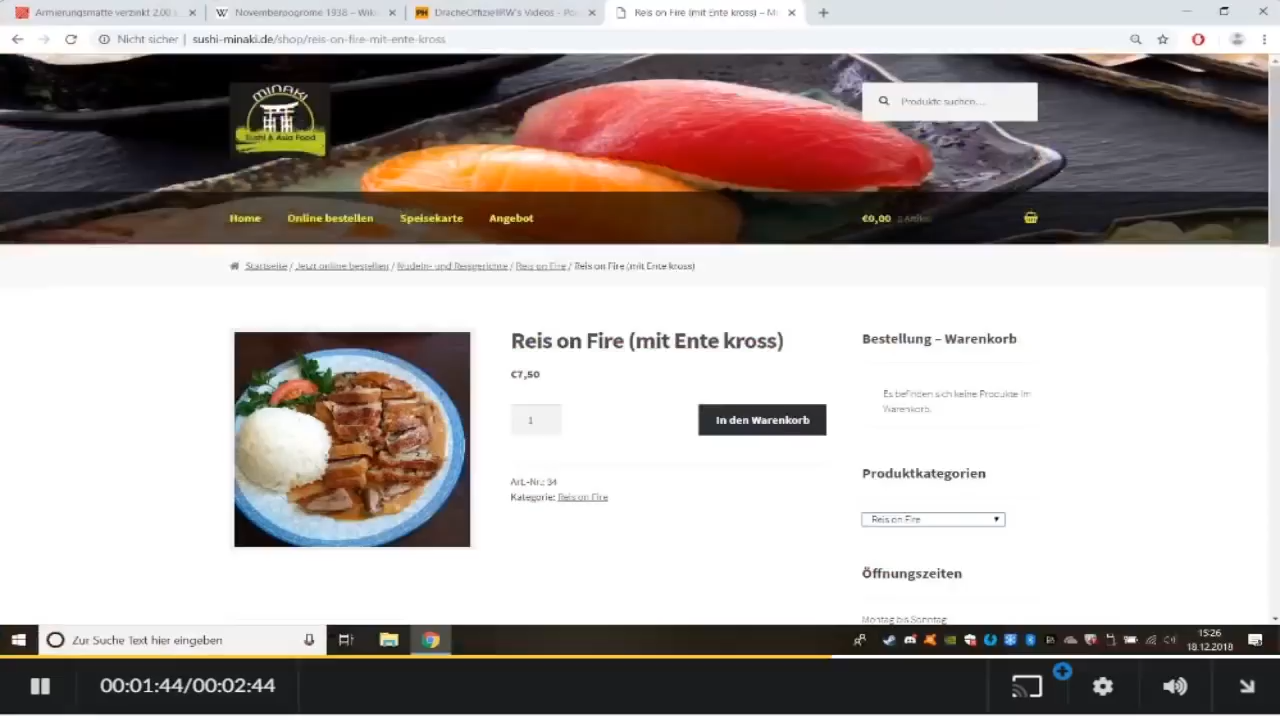 Armierungsmatte verzinkt 2,00
Novemberpogrome 1938 – Wik
DracheOffiziellRW's Videos - Po
Reis on Fire (mit Ente kross) – M
Nicht sicher | sushi-minaki.de/shop/reis-on-fire-mit-ente-kross
MINAKI
Sushi & Asia Food
Produkte suchen…
Home Online bestellen Speisekarte Angebot
€0,00 Artikel
Startseite / Jetzt online bestellen / Nudeln- und Reisgerichte / Reis on Fire / Reis on Fire (mit Ente kross)
Reis on Fire (mit Ente kross)
€7,50
1
In den Warenkorb
Art.-Nr.: 34
Kategorie: Reis on Fire
Bestellung – Warenkorb
Es befinden sich keine Produkte im
Warenkorb.
Produktkategorien
Reis on Fire
Öffnungszeiten
Montag bis Sonntag
Zur Suche Text hier eingeben
15:26
18.12.2018
00:01:44/00:02:44